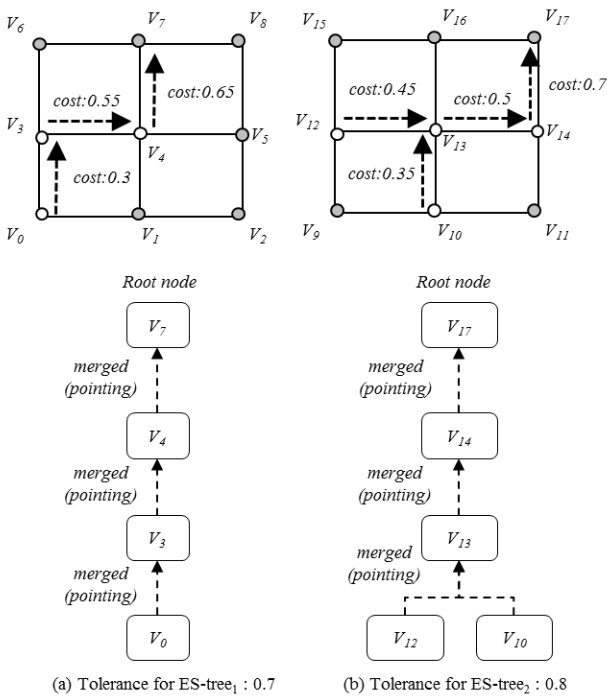 V6 V7 V8 V15 V16 V17
cost:0.55 cost:0.65 cost:0.45 cost:0.5 cost:0.7
V3 V4 V5 V12 V13 V14
cost:0.3 cost:0.35
V0 V1 V2 V9 V10 V11
Root node Root node
V7 V17
merged
(pointing)
merged
(pointing)
V4 V14
merged
(pointing)
merged
(pointing)
V3 V13
merged
(pointing)
merged
(pointing)
V0 V12 V10
(a) Tolerance for ES-tree1 : 0.7 (b) Tolerance for ES-tree2 : 0.8